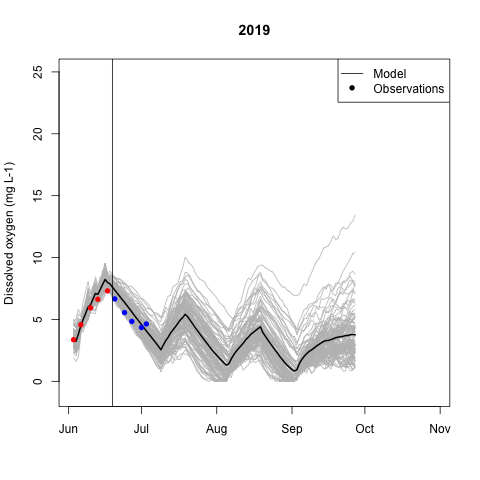 2019
Model
Observations
Dissolved oxygen (mg L-1)
25
20
15
10
5
0
Jun Jul Aug Sep Oct Nov